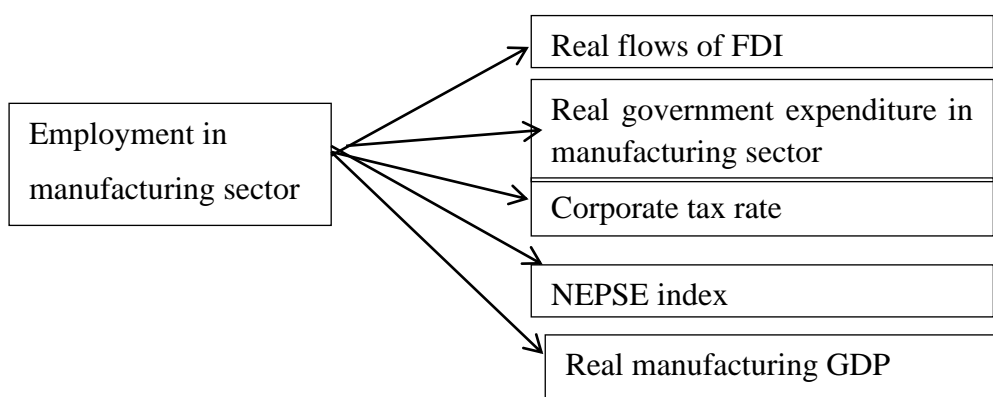 Real flows of FDI
Employment in
manufacturing sector
Real government expenditure in
manufacturing sector
Corporate tax rate
NEPSE index
Real manufacturing GDP